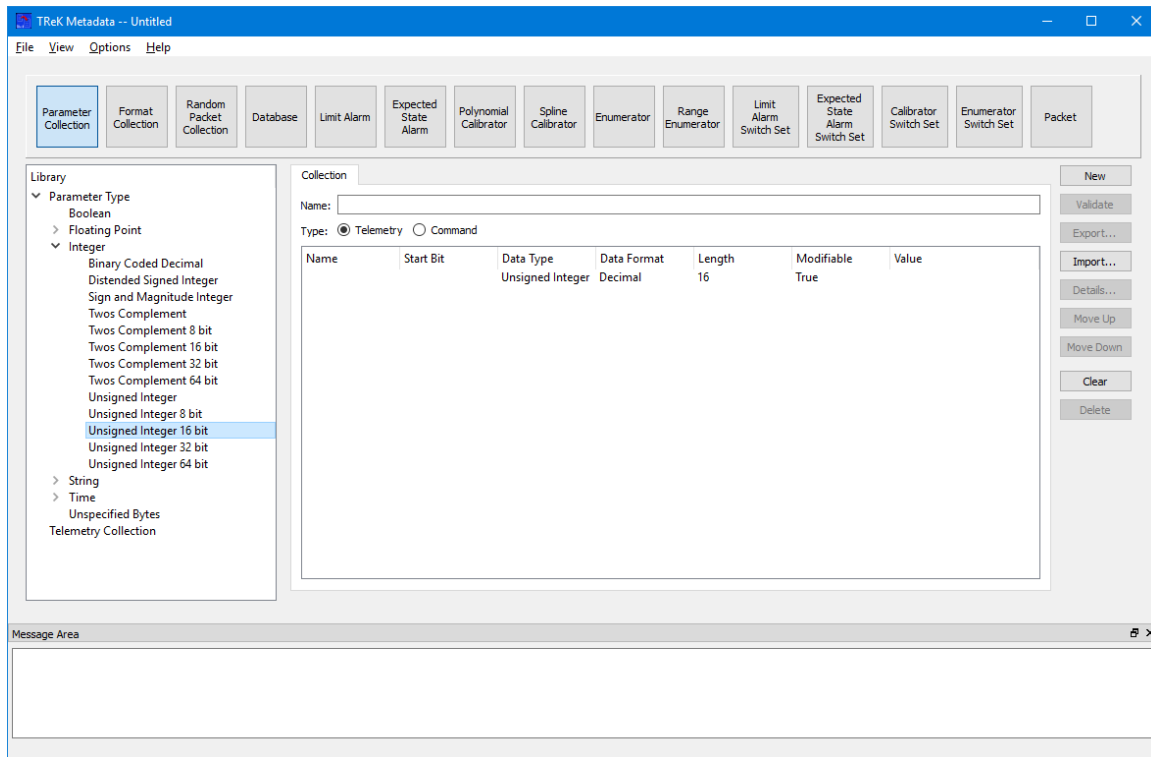 TReK Metadata -- Untitled
File View Options Help
Parameter Collection
Format Collection
Random Packet Collection
Database
Limit Alarm
Expected State Alarm
Polynomial Calibrator
Spline Calibrator
Enumerator
Range Enumerator
Limit Alarm Switch Set
Expected State Alarm Switch Set
Calibrator Switch Set
Enumerator Switch Set
Packet
Library
Parameter Type
Boolean
Floating Point
Integer
Binary Coded Decimal
Distended Signed Integer
Sign and Magnitude Integer
Twos Complement
Twos Complement 8 bit
Twos Complement 16 bit
Twos Complement 32 bit
Twos Complement 64 bit
Unsigned Integer
Unsigned Integer 8 bit
Unsigned Integer 16 bit
Unsigned Integer 32 bit
Unsigned Integer 64 bit
String
Time
Unspecified Bytes
Telemetry Collection
Collection
Name:
Type: Telemetry Command
Name Start Bit Data Type Data Format Length Modifiable Value
Unsigned Integer Decimal 16 True
New
Validate
Export...
Import...
Details...
Move Up
Move Down
Clear
Delete
Message Area